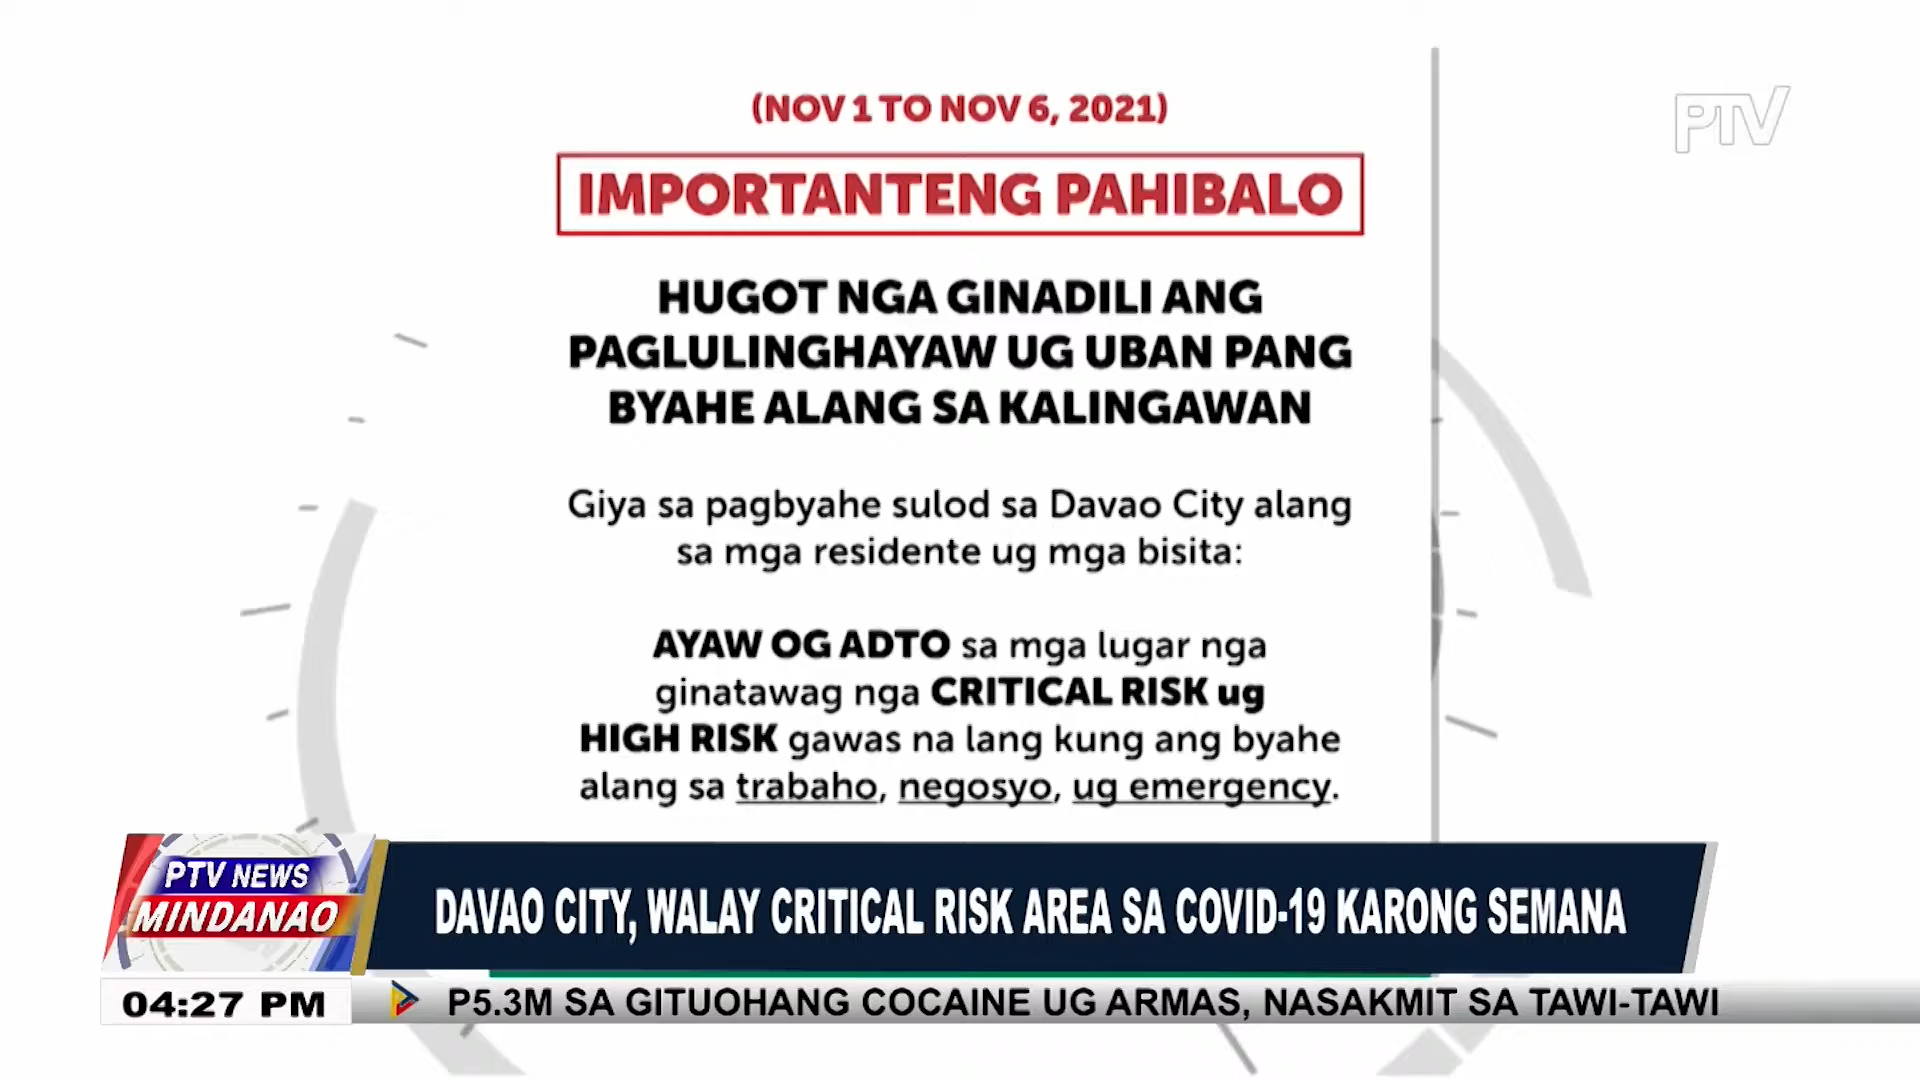 (NOV 1 TO NOV 6, 2021)
PTV
IMPORTANTENG PAHIBALO
HUGOT NGA GINADILI ANG
PAGLULINGHAYAW UG UBAN PANG
BYAHE ALANG SA KALINGAWAN
Giya sa pagbyahe sulod sa Davao City alang
sa mga residente ug mga bisita:
AYAW OG ADTO sa mga lugar nga
ginatawag nga CRITICAL RISK ug
HIGH RISK gawas na lang kung ang byahe
alang sa trabaho, negosyo, ug emergency.
PTV NEWS
MINDANAO
DAVAO CITY, WALAY CRITICAL RISK AREA SA COVID-19 KARONG SEMANA
04:27 PM
P5.3M SA GITUOHANG COCAINE UG ARMAS, NASAKMIT SA TAWI-TAWI